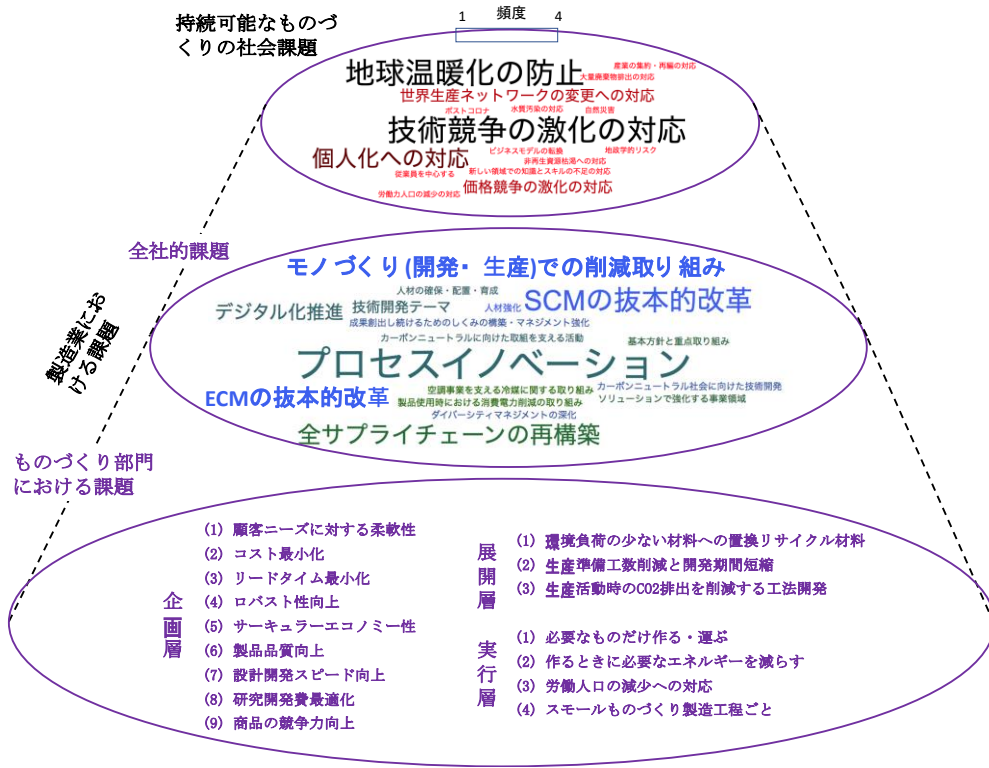 持続可能なものづ
くりの社会課題
1 頻度 4
地球温暖化の防止
産業の集約・再編の対応
大量廃棄物排出の対応
世界生産ネットワークの変更への対応
ポストコロナ
水質汚染の対応
自然災害
技術競争の激化の対応
個人化への対応
ビジネスモデルの転換
地政学的リスク
非再生資源枯渇への対応
従業員を中心する
新しい領域での知識とスキルの不足の対応
労働力人口の減少の対応
価格競争の激化の対応
製造業にお
ける課題
全社的課題
モノづくり(開発・生産)での削減取り組み
人材の確保・配置・育成
デジタル化推進
技術開発テーマ
人材強化
SCMの抜本的改革
成果創出し続けるためのしくみの構築・マネジメント強化
カーボンニュートラルに向けた取組を支える活動
基本方針と重点取り組み
プロセスイノベーション
ECMの抜本的改革
空調事業を支える冷媒に関する取り組み
カーボンニュートラル社会に向けた技術開発
製品使用時における消費電力削減の取り組み
ソリューションで強化する事業領域
ダイバーシティマネジメントの深化
全サプライチェーンの再構築
ものづくり部門
における課題
企画層
(1) 顧客ニーズに対する柔軟性
(2) コスト最小化
(3) リードタイム最小化
(4) ロバスト性向上
(5) サーキュラーエコノミー性
(6) 製品品質向上
(7) 設計開発スピード向上
(8) 研究開発費最適化
(9) 商品の競争力向上
展開層
(1) 環境負荷の少ない材料への置換リサイクル材料
(2) 生産準備工数削減と開発期間短縮
(3) 生産活動時のCO2排出を削減する工法開発
実行層
(1) 必要なものだけ作る・運ぶ
(2) 作るときに必要なエネルギーを減らす
(3) 労働人口の減少への対応
(4) スモールものづくり製造工程ごと